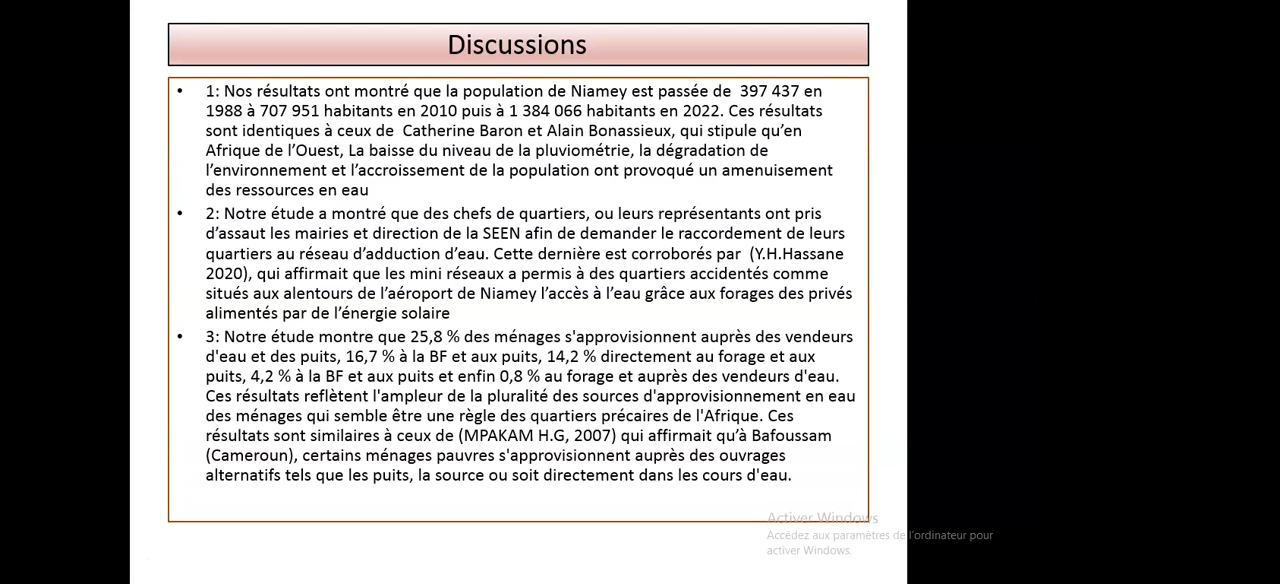 Discussions
• 1: Nos résultats ont montré que la population de Niamey est passée de 397 437 en
1988 à 707 951 habitants en 2010 puis à 1 384 066 habitants en 2022. Ces résultats
sont identiques à ceux de Catherine Baron et Alain Bonassieux, qui stipule qu’en
Afrique de l’Ouest, La baisse du niveau de la pluviométrie, la dégradation de
l’environnement et l’accroissement de la population ont provoqué un amenuisement
des ressources en eau
• 2: Notre étude a montré que des chefs de quartiers, ou leurs représentants ont pris
d’assaut les mairies et direction de la SEEN afin de demander le raccordement de leurs
quartiers au réseau d’adduction d’eau. Cette dernière est corroborés par (Y.H.Hassane
2020), qui affirmait que les mini réseaux a permis à des quartiers accidentés comme
situés aux alentours de l’aéroport de Niamey l’accès à l’eau grâce aux forages des privés
alimentés par de l’énergie solaire
• 3: Notre étude montre que 25,8 % des ménages s'approvisionnent auprès des vendeurs
d'eau et des puits, 16,7 % à la BF et aux puits, 14,2 % directement au forage et aux
puits, 4,2 % à la BF et aux puits et enfin 0,8 % au forage et auprès des vendeurs d'eau.
Ces résultats reflètent l'ampleur de la pluralité des sources d'approvisionnement en eau
des ménages qui semble être une règle des quartiers précaires de l'Afrique. Ces
résultats sont similaires à ceux de (MPAKAM H.G, 2007) qui affirmait qu’à Bafoussam
(Cameroun), certains ménages pauvres s'approvisionnent auprès des ouvrages
alternatifs tels que les puits, la source ou soit directement dans les cours d'eau.
Activer Windows
Accédez aux paramètres de l'ordinateur pour
activer Windows.